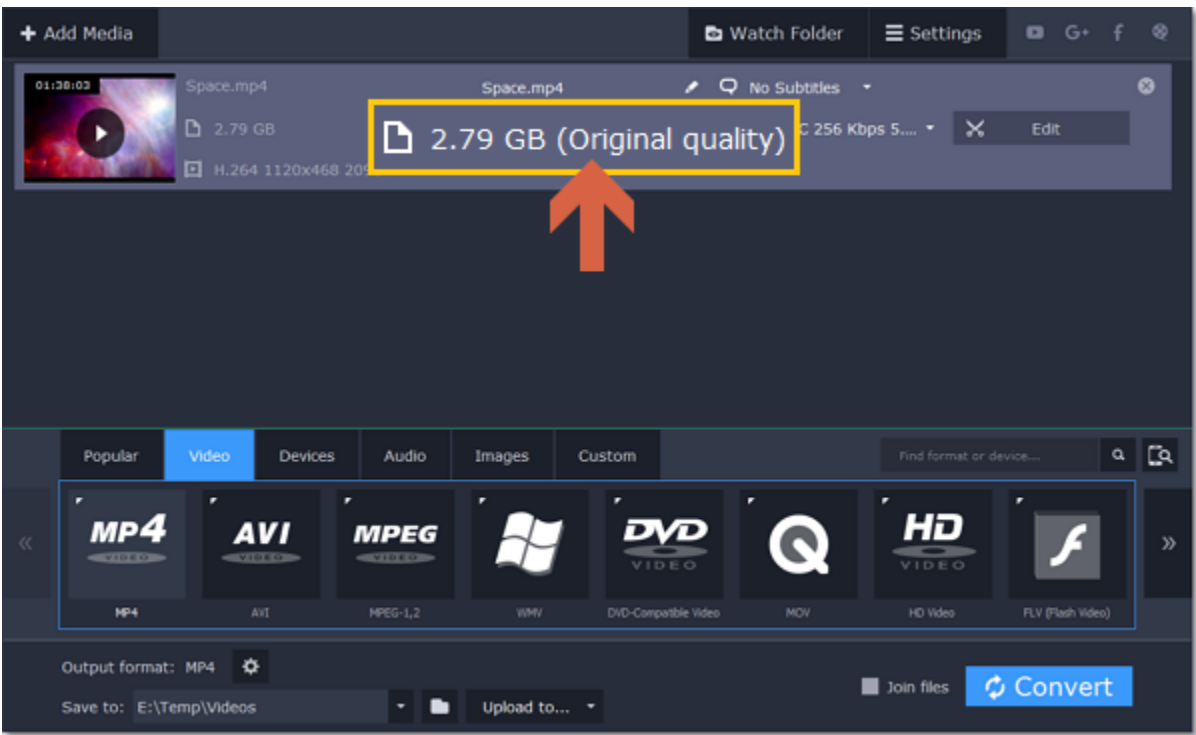 Add Media
Watch Folder
Settings
G+
f
01:38:03
Space.mp4
Space.mp4
No Subtitles
2.79 GB
2.79 GB (Original quality)
C 256 Kbps 5....
Edit
H.264 1120x468
Popular
Video
Devices
Audio
Images
Custom
Find format or device....
MP4 VIDEO
AVI VIDEO
MPEG VIDEO
DVD VIDEO
HD VIDEO
MP4
AVI
MPEG-1,2
WMV
DVD-Compatible Video
MOV
HD Video
FLV (Flash Video)
Output format: MP4
Join files
Convert
Save to: E:\Temp\Videos
Upload to...